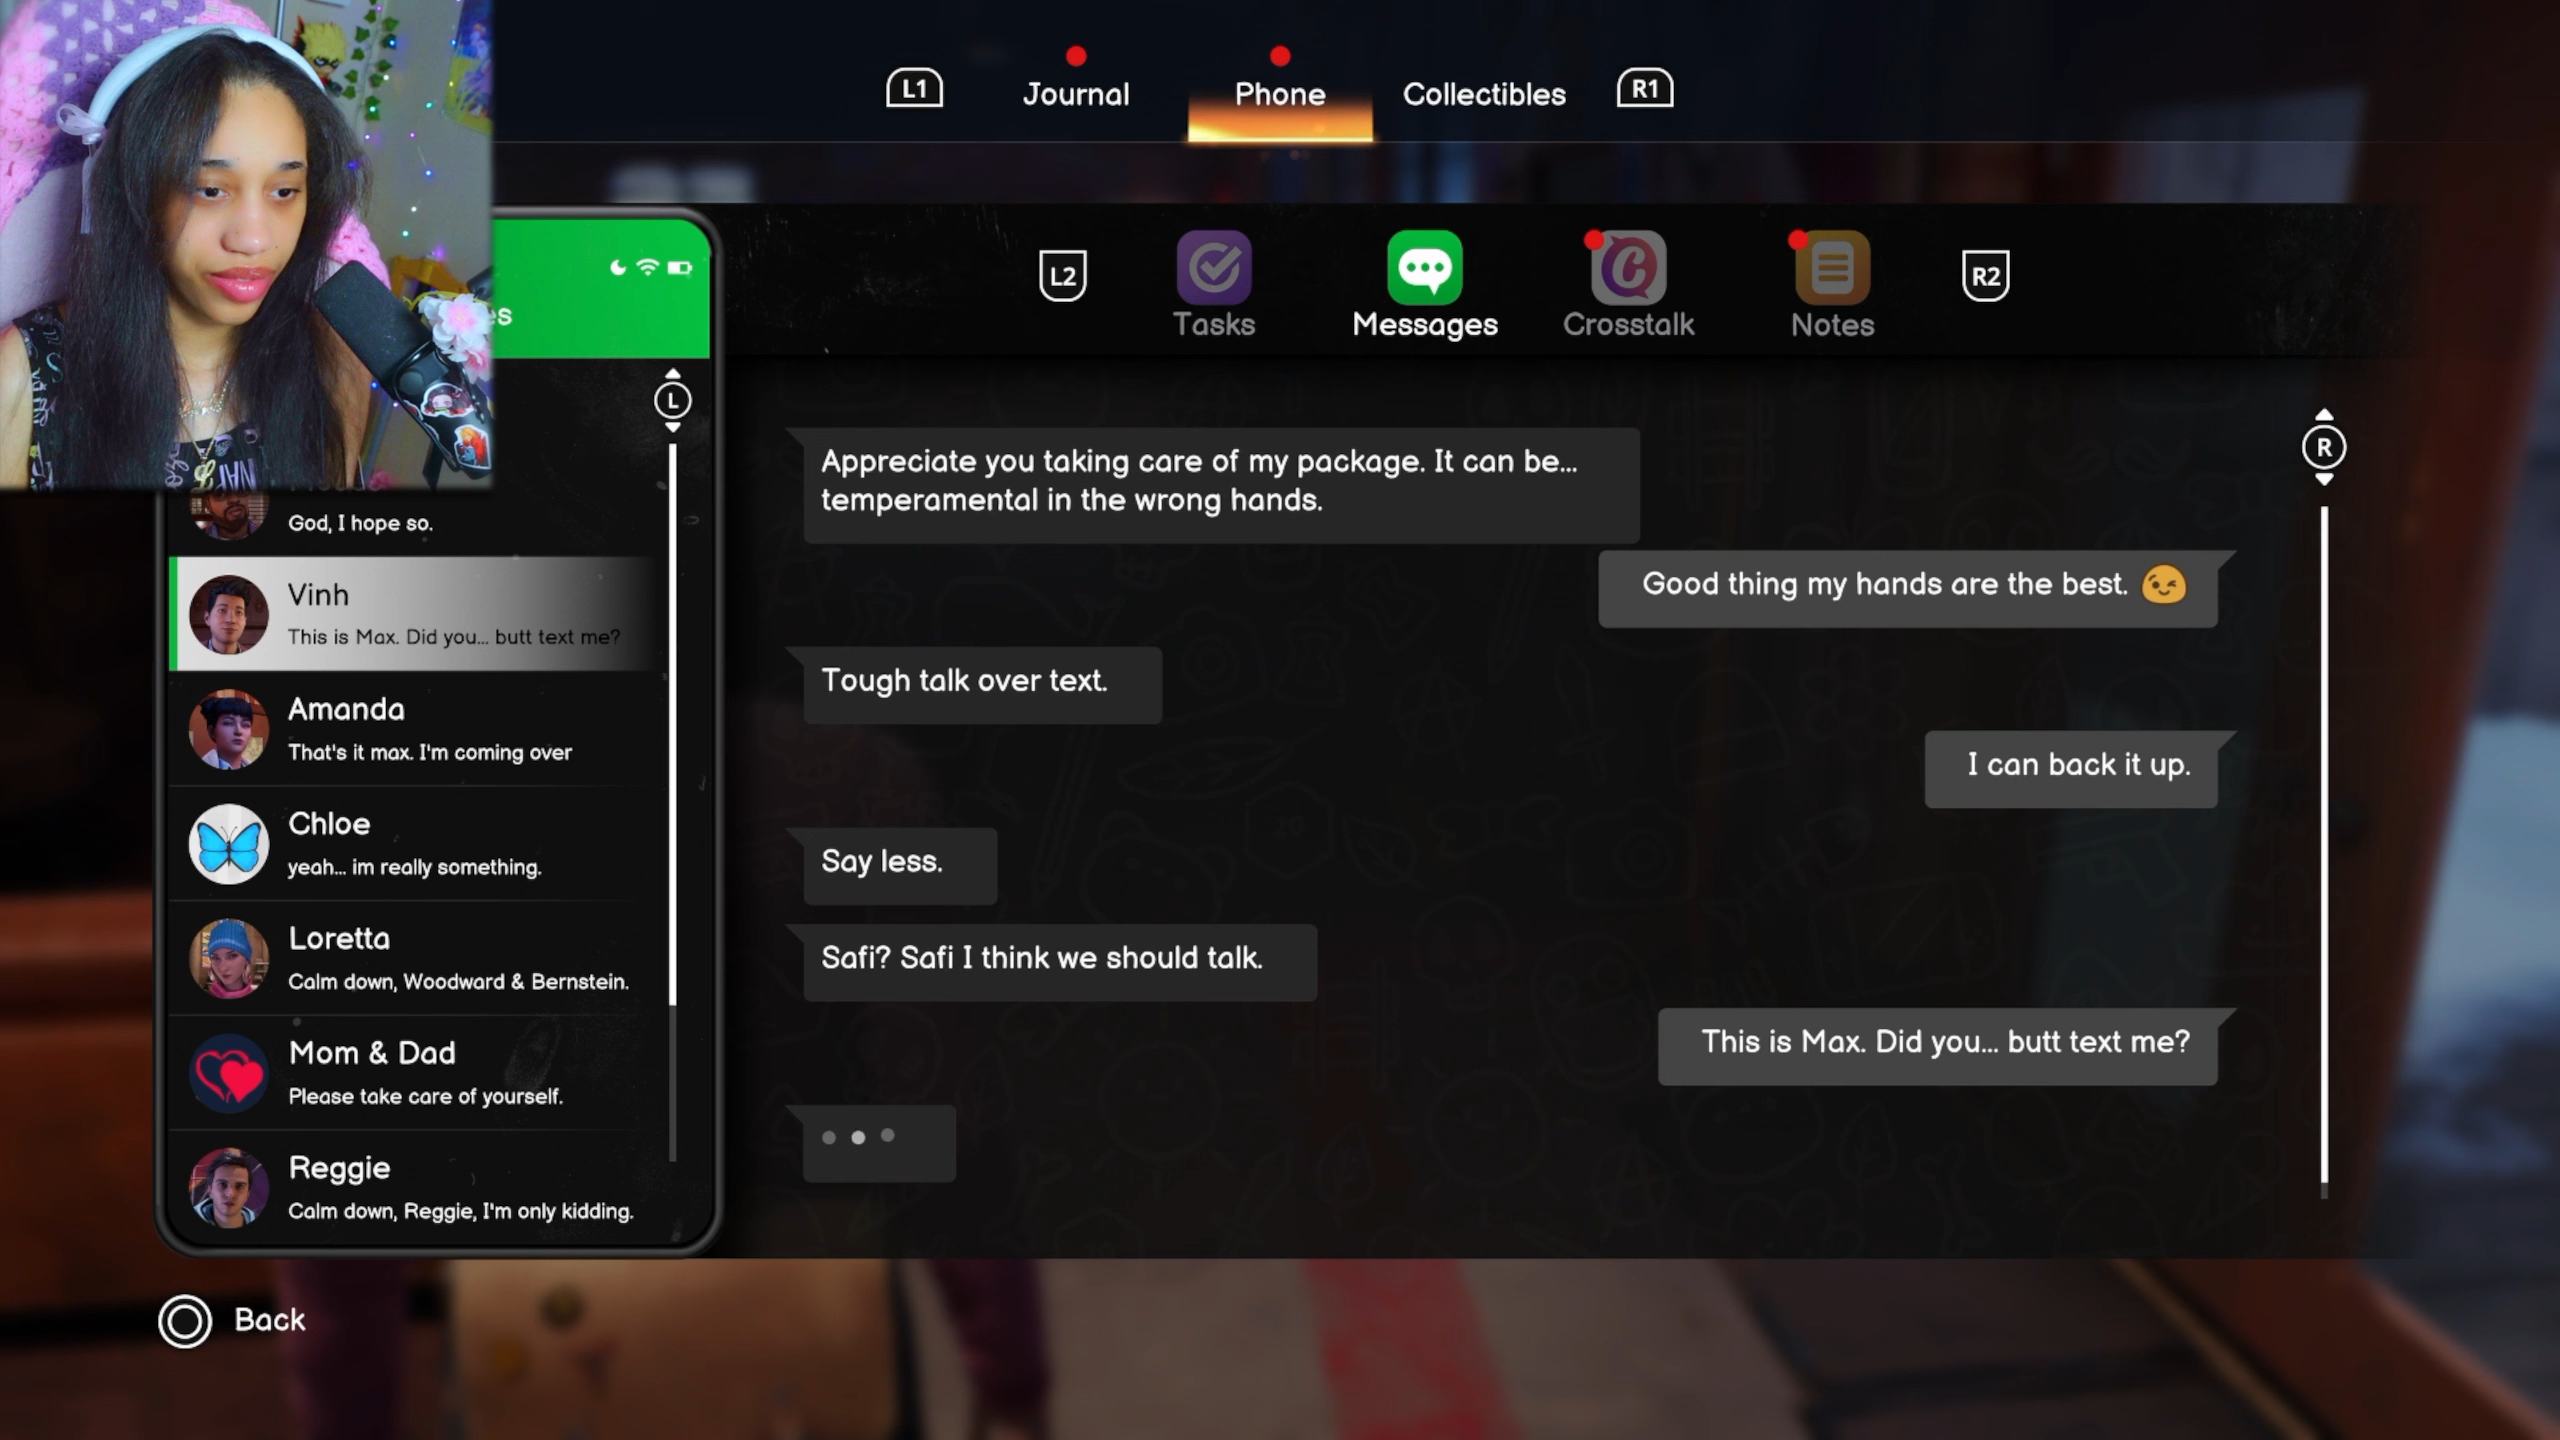 L1
Journal
Phone
Collectibles
R1
es
L2
Tasks
Messages
Crosstalk
Notes
R2
L
God, I hope so.
Vinh
This is Max. Did you... butt text me?
Amanda
That's it max. I'm coming over
Chloe
yeah... im really something.
Loretta
Calm down, Woodward & Bernstein.
Mom & Dad
Please take care of yourself.
Reggie
Calm down, Reggie, I'm only kidding.
R
Appreciate you taking care of my package. It can be...
temperamental in the wrong hands.
Good thing my hands are the best. 😉
Tough talk over text.
I can back it up.
Say less.
Safi? Safi I think we should talk.
This is Max. Did you... butt text me?
Back